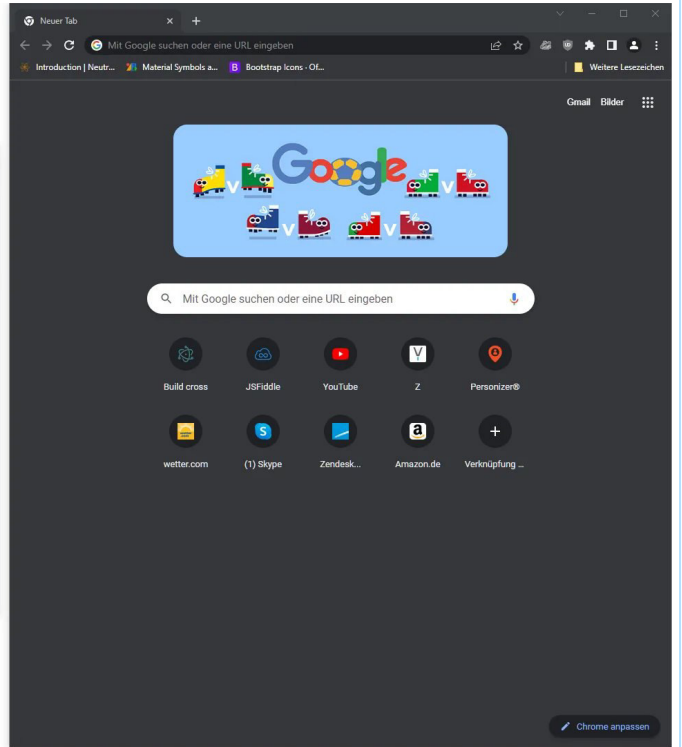 Neuer Tab
Mit Google suchen oder eine URL eingeben
Introduction | Neutr... Material Symbols a... B Bootstrap Icons · Of... Weitere Lesezeichen
Gmail Bilder
Google
V V
V V
Mit Google suchen oder eine URL eingeben
Build cross JSFiddle YouTube Z Personizer®
wetter.com (1) Skype Zendesk... Amazon.de Verknüpfung ...
Chrome anpassen